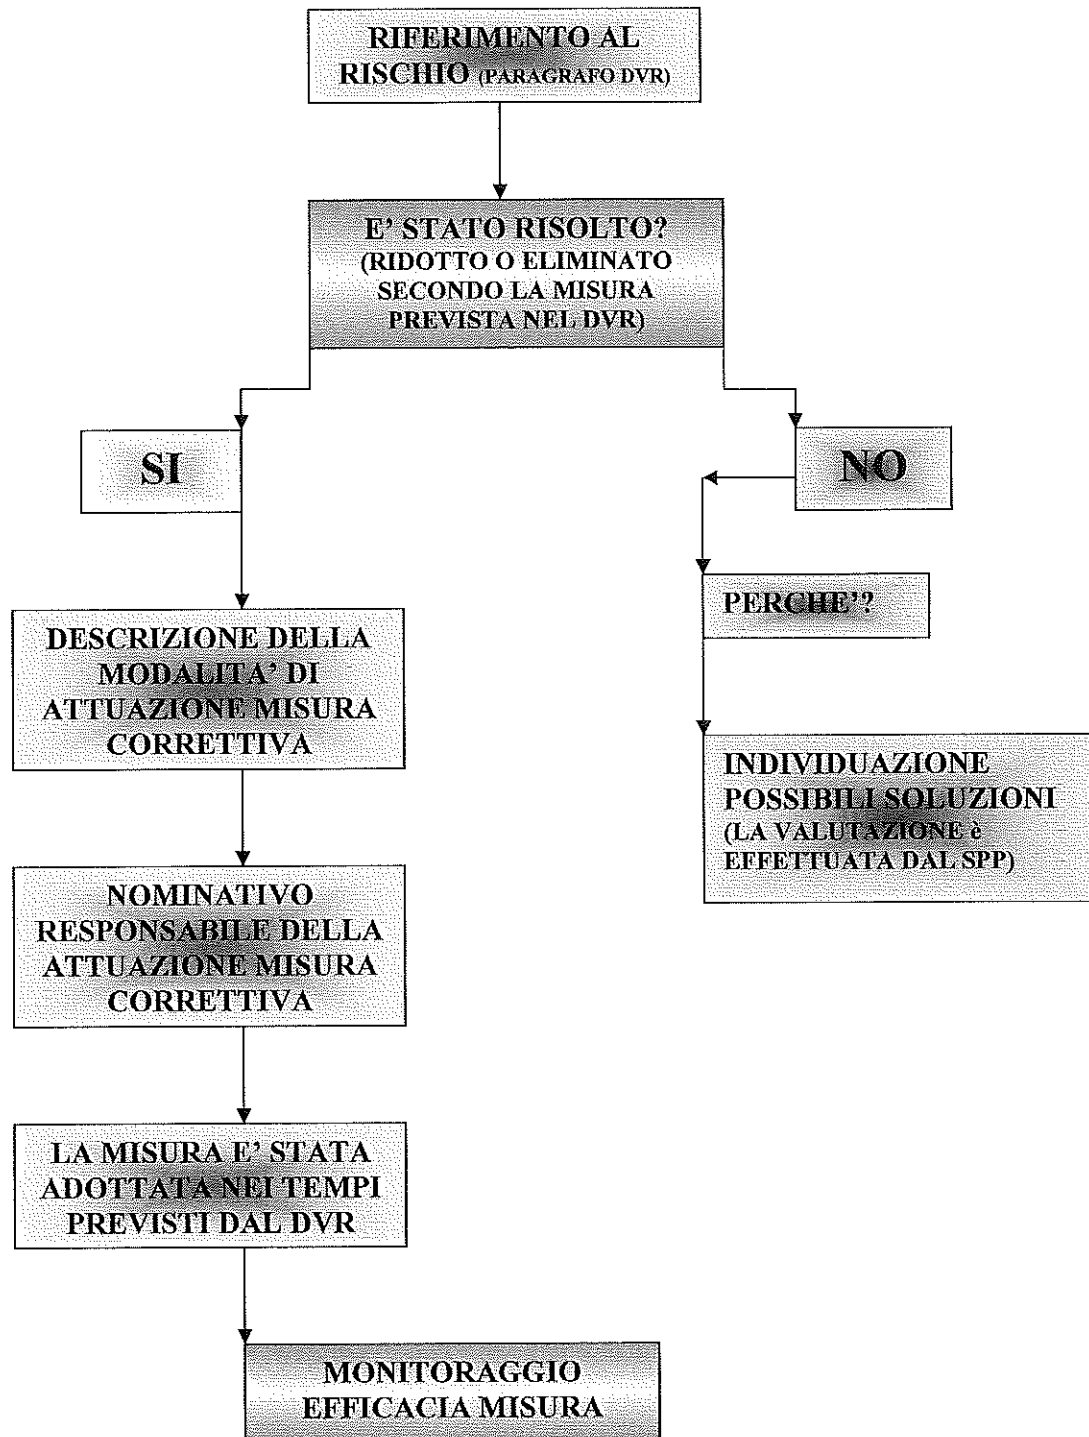 RIFERIMENTO AL
RISCHIO (PARAGRAFO DVR)
E' STATO RISOLTO?
(RIDOTTO O ELIMINATO
SECONDO LA MISURA
PREVISTA NEL DVR)
SI
NO
PERCHE'?
DESCRIZIONE DELLA
MODALITA' DI
ATTUAZIONE MISURA
CORRETTIVA
INDIVIDUAZIONE
POSSIBILI SOLUZIONI
(LA VALUTAZIONE è
EFFETTUATA DAL SPP)
NOMINATIVO
RESPONSABILE DELLA
ATTUAZIONE MISURA
CORRETTIVA
LA MISURA E' STATA
ADOTTATA NEI TEMPI
PREVISTI DAL DVR
MONITORAGGIO
EFFICACIA MISURA